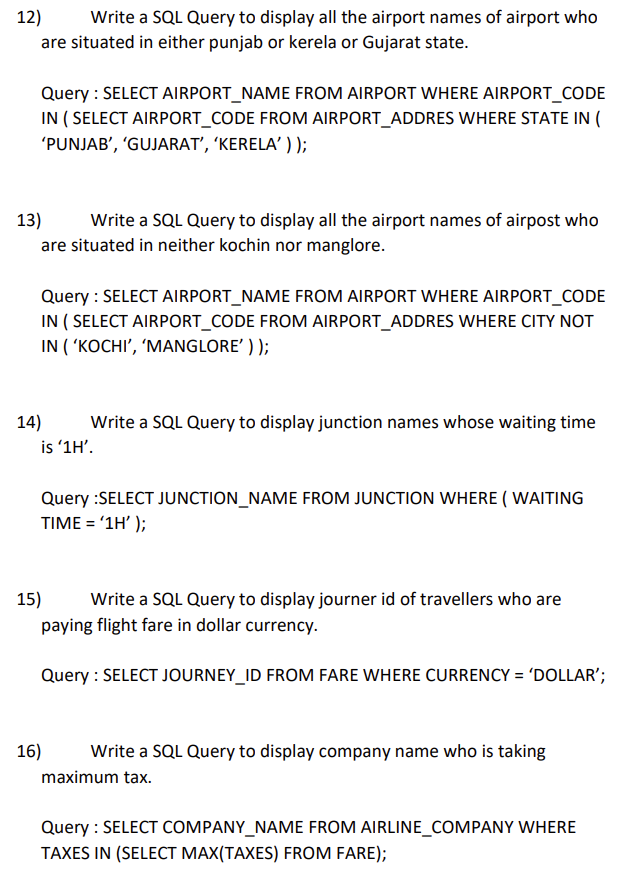 12) Write a SQL Query to display all the airport names of airport who
are situated in either punjab or kerela or Gujarat state.
Query : SELECT AIRPORT_NAME FROM AIRPORT WHERE AIRPORT_CODE
IN ( SELECT AIRPORT_CODE FROM AIRPORT_ADDRES WHERE STATE IN (
‘PUNJAB’, ‘GUJARAT’, ‘KERELA’ ) );
13) Write a SQL Query to display all the airport names of airpost who
are situated in neither kochin nor manglore.
Query : SELECT AIRPORT_NAME FROM AIRPORT WHERE AIRPORT_CODE
IN ( SELECT AIRPORT_CODE FROM AIRPORT_ADDRES WHERE CITY NOT
IN ( ‘KOCHI’, ‘MANGLORE’ ) );
14) Write a SQL Query to display junction names whose waiting time
is ‘1H’.
Query :SELECT JUNCTION_NAME FROM JUNCTION WHERE ( WAITING
TIME = ‘1H’ );
15) Write a SQL Query to display journer id of travellers who are
paying flight fare in dollar currency.
Query : SELECT JOURNEY_ID FROM FARE WHERE CURRENCY = ‘DOLLAR’;
16) Write a SQL Query to display company name who is taking
maximum tax.
Query : SELECT COMPANY_NAME FROM AIRLINE_COMPANY WHERE
TAXES IN (SELECT MAX(TAXES) FROM FARE);